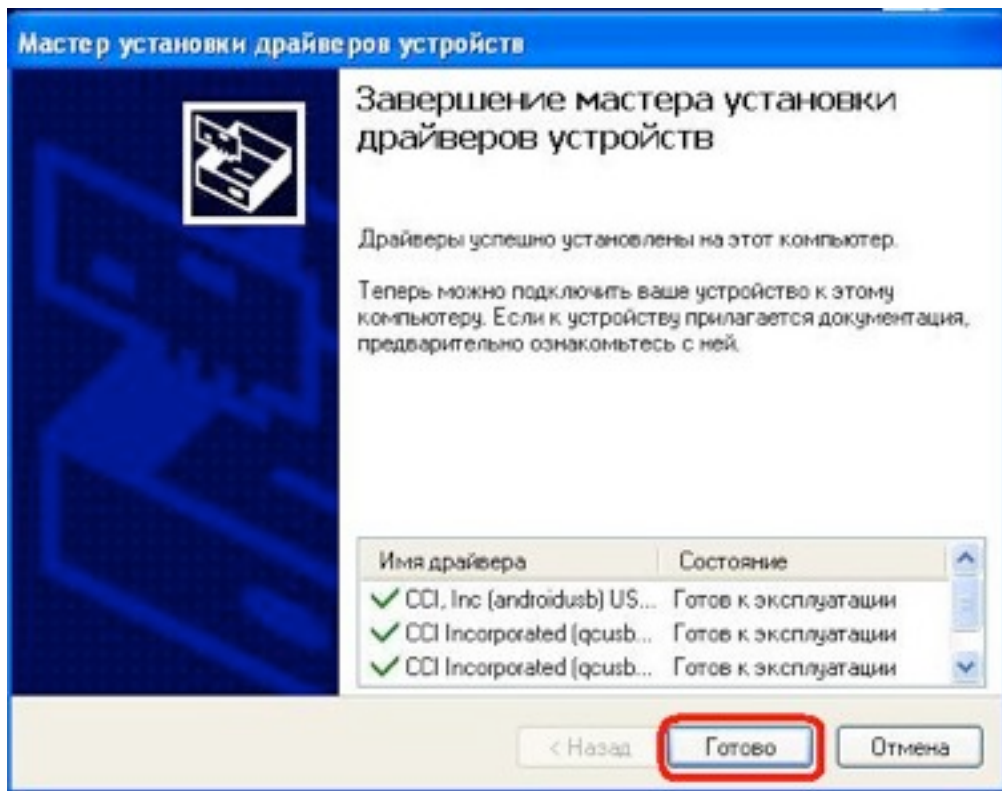 Мастер установки драйверов устройств
Завершение мастера установки
драйверов устройств
Драйверы успешно установлены на этот компьютер.
Теперь можно подключить ваше устройство к этому
компьютеру. Если к устройству прилагается документация,
предварительно ознакомьтесь с ней.
Имя драйвера Состояние
CCI, Inc (androidusb) US... Готов к эксплуатации
CCI Incorporated (qcusb... Готов к эксплуатации
CCI Incorporated (qcusb... Готов к эксплуатации
< Назад Готово Отмена